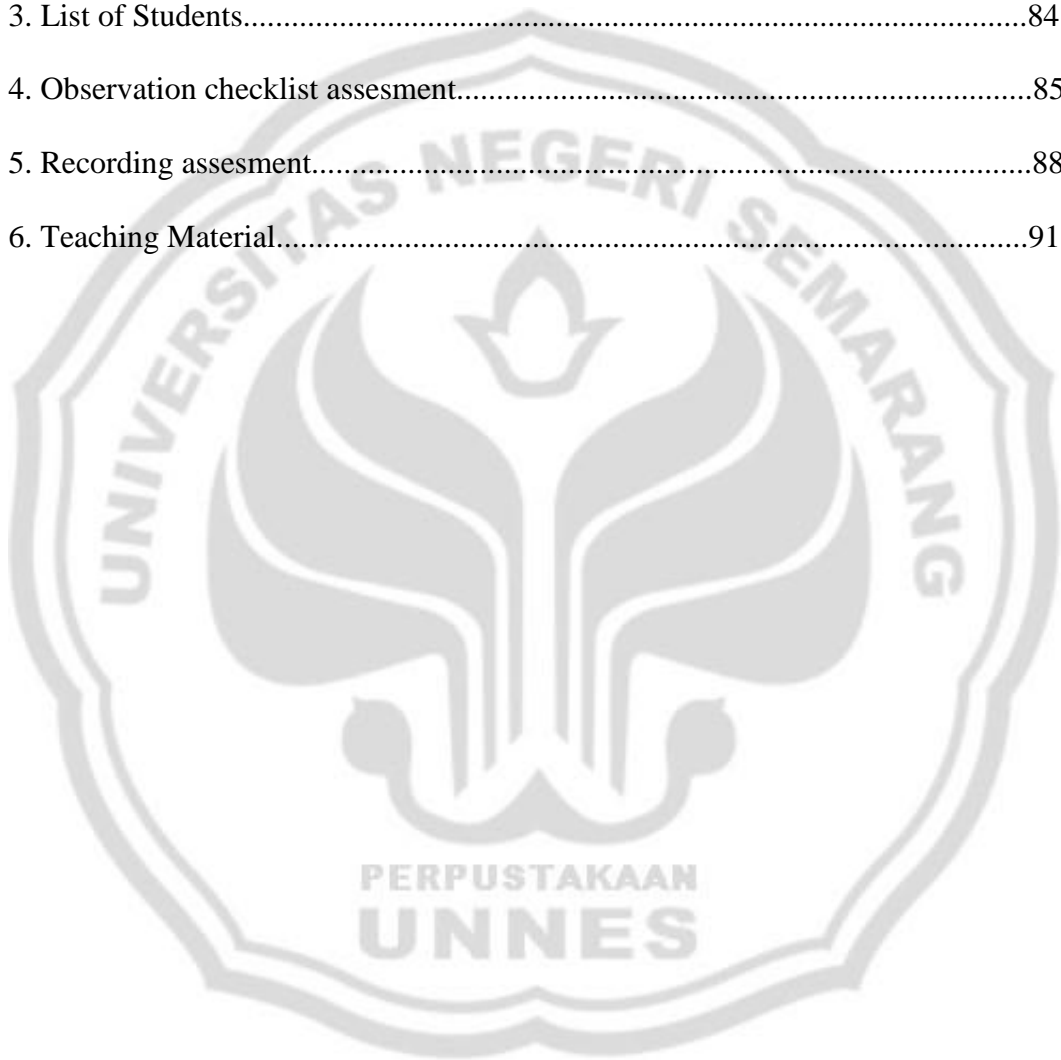 3. List of Students....................................................................................................84
4. Observation checklist assesment.........................................................................85
5. Recording assesment............................................................................................88
6. Teaching Material................................................................................................91
UNIVERSITAS NEGERI SEMARANG
PERPUSTAKAAN
UNNES